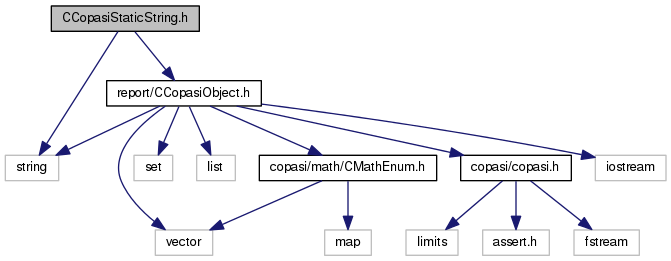 CCopasiStaticString.h
report/CCopasiObject.h
string
set
list
copasi/math/CMathEnum.h
copasi/copasi.h
iostream
vector
map
limits
assert.h
fstream